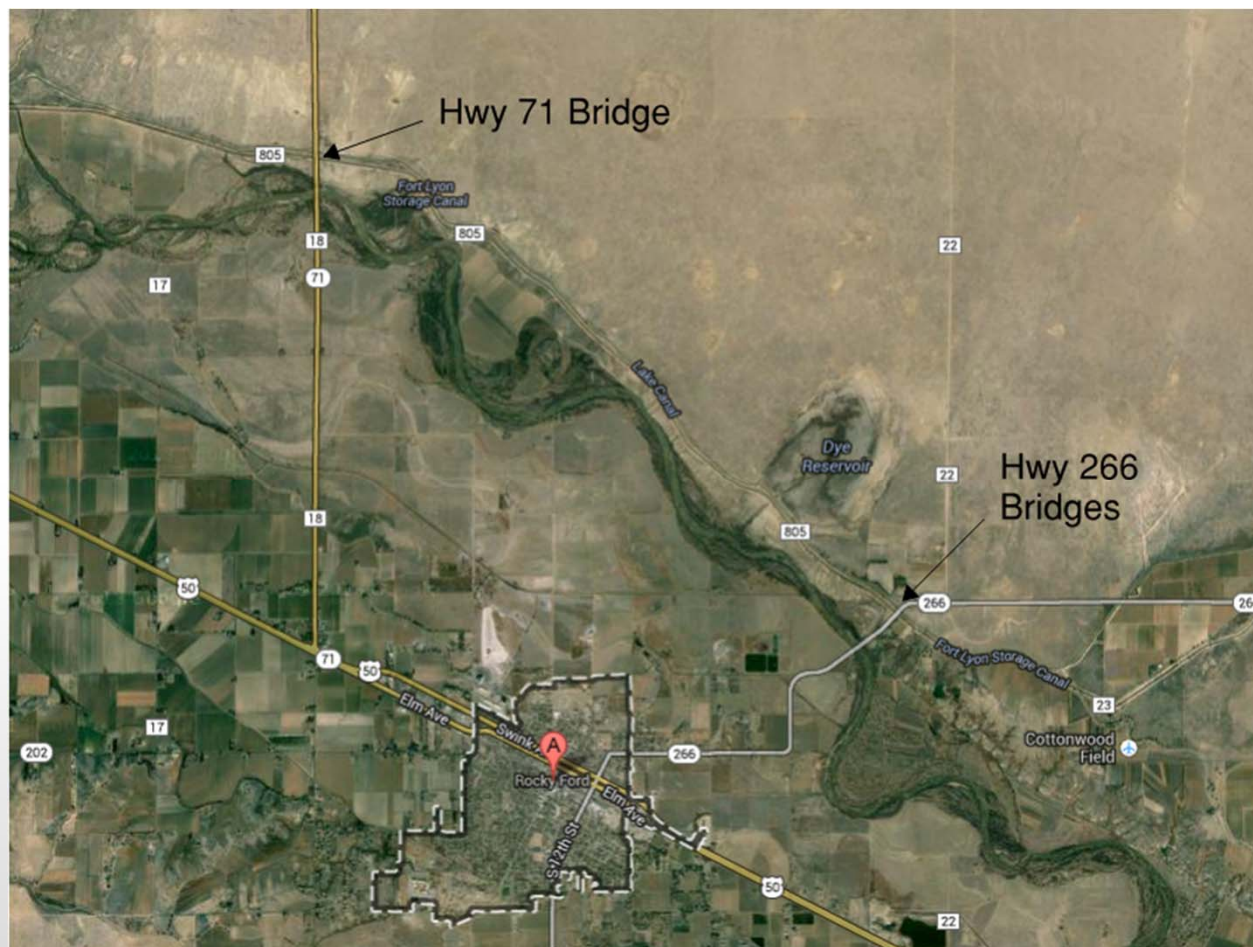 Hwy 71 Bridge
805
Fort Lyon
Storage Canal
805
18
22
71
17
Lake Canal
Dye
Reservoir
Hwy 266
Bridges
22
18
805
50
266
26
71
50
Fort Lyon Storage Canal
Elm Ave
23
17
Swink
202
A
266
Cottonwood
Field
Rocky Ford
Elm Ave
S 12th St
50
22